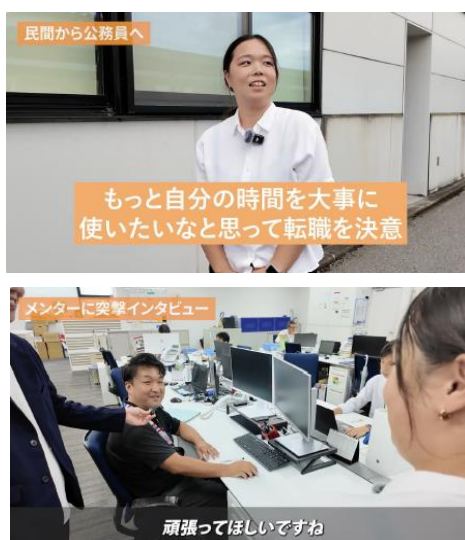 民間から公務員へ
もっと自分の時間を大事に
使いたいなと思って転職を決意
メンターに突撃インタビュー
頑張ってほしいですね